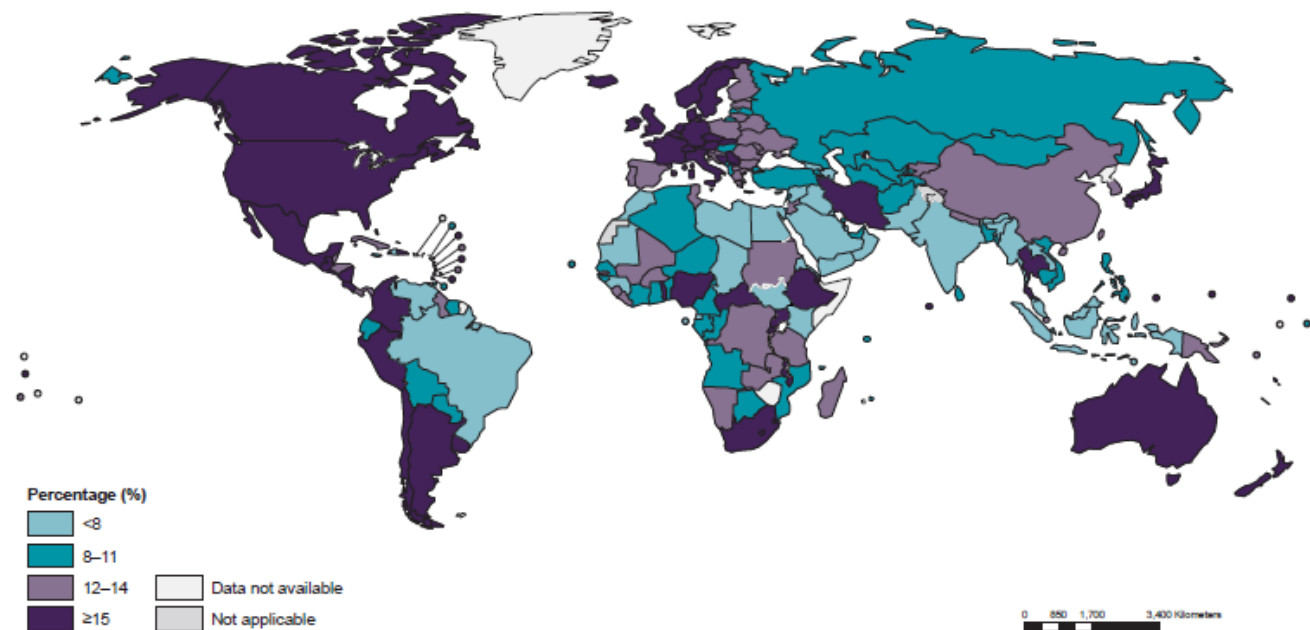 Percentage (%)
<8
8–11
12–14
≥15
Data not available
Not applicable
0 850 1,700 3,400 Kilometers